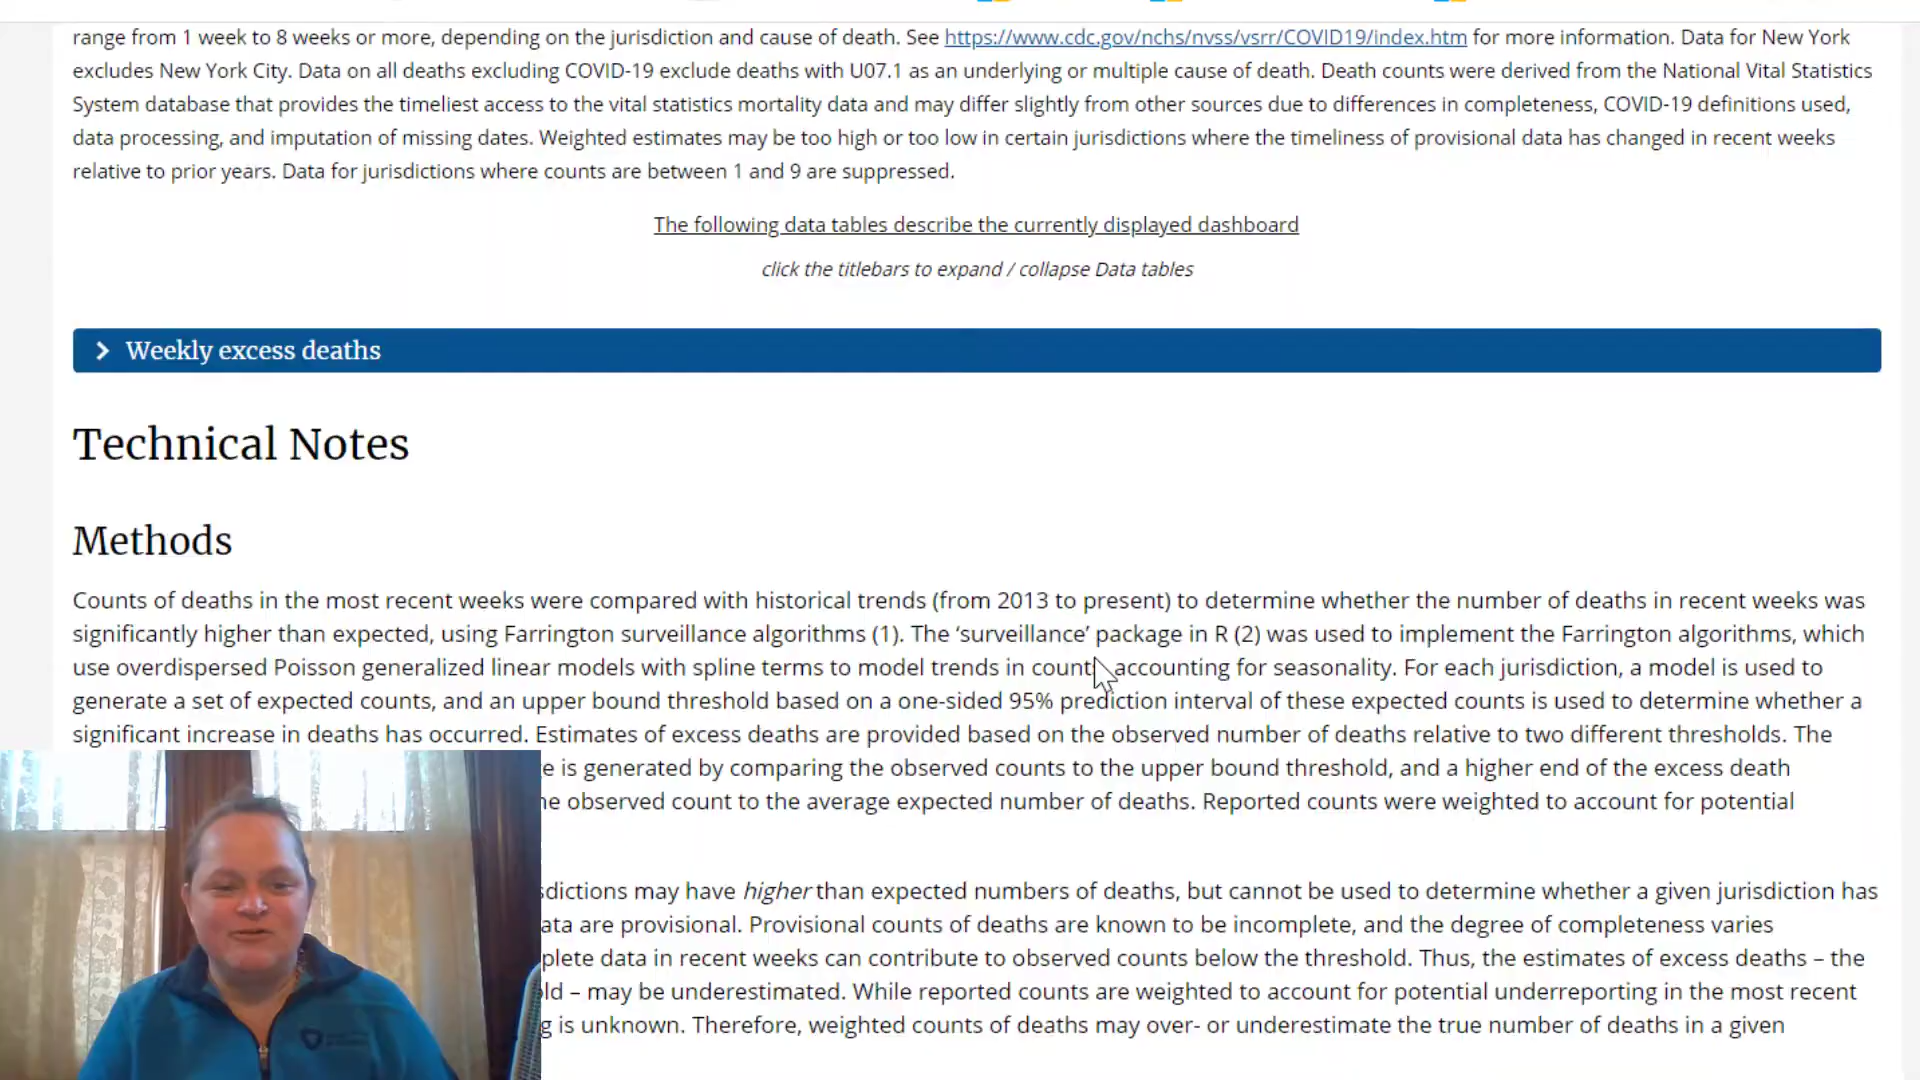 range from 1 week to 8 weeks or more, depending on the jurisdiction and cause of death. See https://www.cdc.gov/nchs/nvss/vsrr/COVID19/index.htm for more information. Data for New York
excludes New York City. Data on all deaths excluding COVID-19 exclude deaths with U07.1 as an underlying or multiple cause of death. Death counts were derived from the National Vital Statistics
System database that provides the timeliest access to the vital statistics mortality data and may differ slightly from other sources due to differences in completeness, COVID-19 definitions used,
data processing, and imputation of missing dates. Weighted estimates may be too high or too low in certain jurisdictions where the timeliness of provisional data has changed in recent weeks
relative to prior years. Data for jurisdictions where counts are between 1 and 9 are suppressed.
The following data tables describe the currently displayed dashboard
click the titlebars to expand / collapse Data tables
Weekly excess deaths
Technical Notes
Methods
Counts of deaths in the most recent weeks were compared with historical trends (from 2013 to present) to determine whether the number of deaths in recent weeks was
significantly higher than expected, using Farrington surveillance algorithms (1). The ‘surveillance’ package in R (2) was used to implement the Farrington algorithms, which
use overdispersed Poisson generalized linear models with spline terms to model trends in counts, accounting for seasonality. For each jurisdiction, a model is used to
generate a set of expected counts, and an upper bound threshold based on a one-sided 95% prediction interval of these expected counts is used to determine whether a
significant increase in deaths has occurred. Estimates of excess deaths are provided based on the observed number of deaths relative to two different thresholds. The
e is generated by comparing the observed counts to the upper bound threshold, and a higher end of the excess death
he observed count to the average expected number of deaths. Reported counts were weighted to account for potential
sdictions may have higher than expected numbers of deaths, but cannot be used to determine whether a given jurisdiction has
ata are provisional. Provisional counts of deaths are known to be incomplete, and the degree of completeness varies
plete data in recent weeks can contribute to observed counts below the threshold. Thus, the estimates of excess deaths – the
ld – may be underestimated. While reported counts are weighted to account for potential underreporting in the most recent
g is unknown. Therefore, weighted counts of deaths may over- or underestimate the true number of deaths in a given